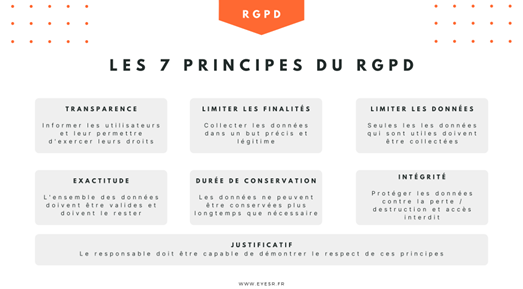 RGPD
LES 7 PRINCIPES DU RGPD
TRANSPARENCE
Informer les utilisateurs
et leur permettre
d'exercer leurs droits
LIMITER LES FINALITÉS
Collecter les données
dans un but précis et
légitime
LIMITER LES DONNÉES
Seules les les données
qui sont utiles doivent
être collectées
EXACTITUDE
L'ensemble des données
doivent être valides et
doivent le rester
DURÉE DE CONSERVATION
Les données ne peuvent
être conservées plus
longtemps que nécessaire
INTÉGRITÉ
Protéger les données
contre la perte /
destruction et accès
interdit
JUSTIFICATIF
Le responsable doit être capable de démontrer le respect de ces principes
WWW.EYESR.FR